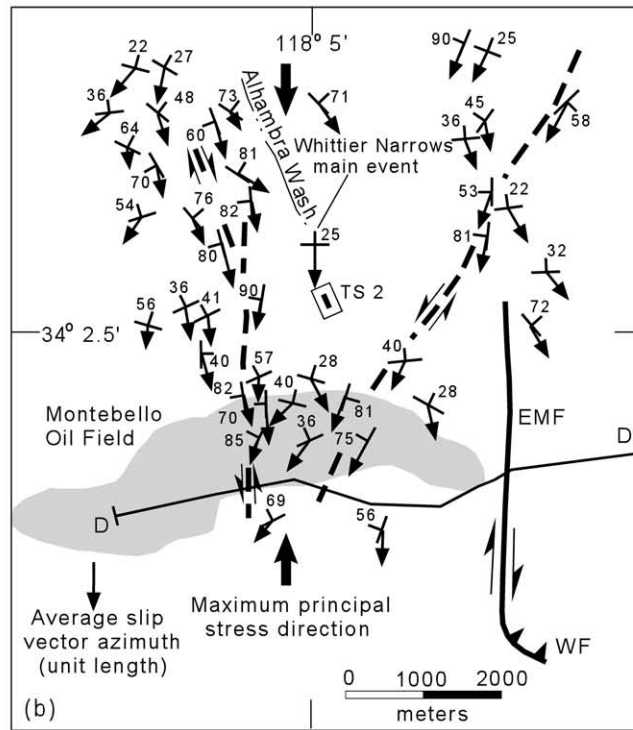 118° 5'
22
27
90
25
36
48
73
Alhambra Wash
71
45
58
64
60
36
Whittier Narrows
main event
70
81
53
22
54
76
82
81
80
25
32
TS 2
36
41
90
72
56
34° 2.5'
40
57
28
40
82
40
28
Montebello
Oil Field
70
81
EMF
85
36
75
D
D
69
56
Average slip
vector azimuth
(unit length)
Maximum principal
stress direction
WF
0 1000 2000
meters
(b)